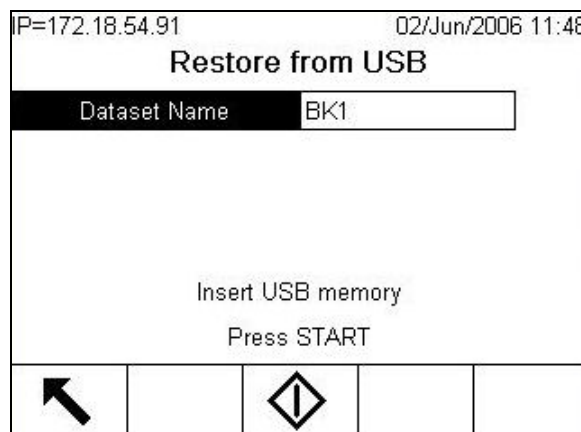 IP=172.18.54.91 02/Jun/2006 11:48
Restore from USB
Dataset Name BK1
Insert USB memory
Press START